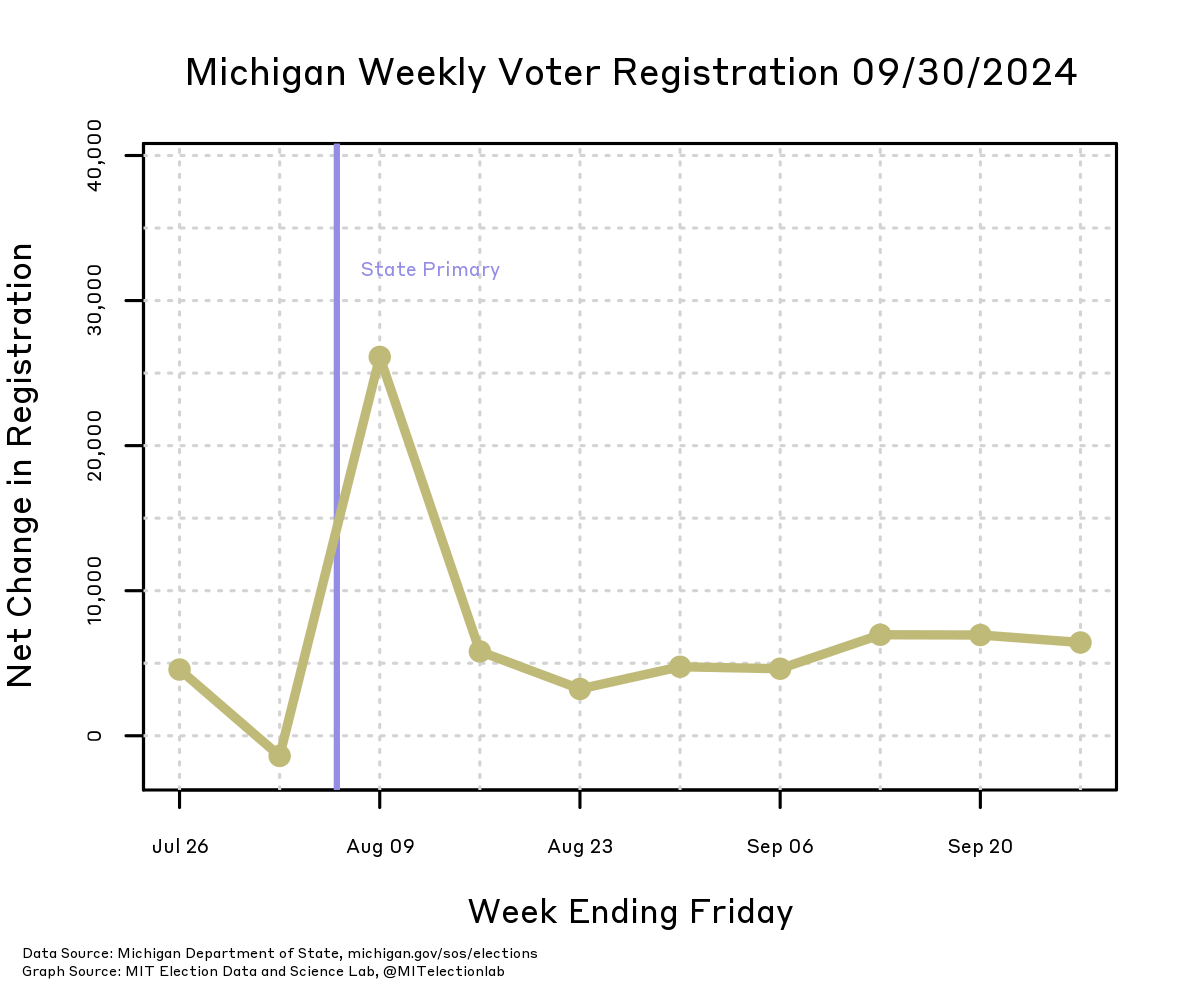 Michigan Weekly Voter Registration 09/30/2024
Net Change in Registration
40,000
30,000
20,000
10,000
0
State Primary
Jul 26
Aug 09
Aug 23
Sep 06
Sep 20
Week Ending Friday
Data Source: Michigan Department of State, michigan.gov/sos/elections
Graph Source: MIT Election Data and Science Lab, @MITelectionlab